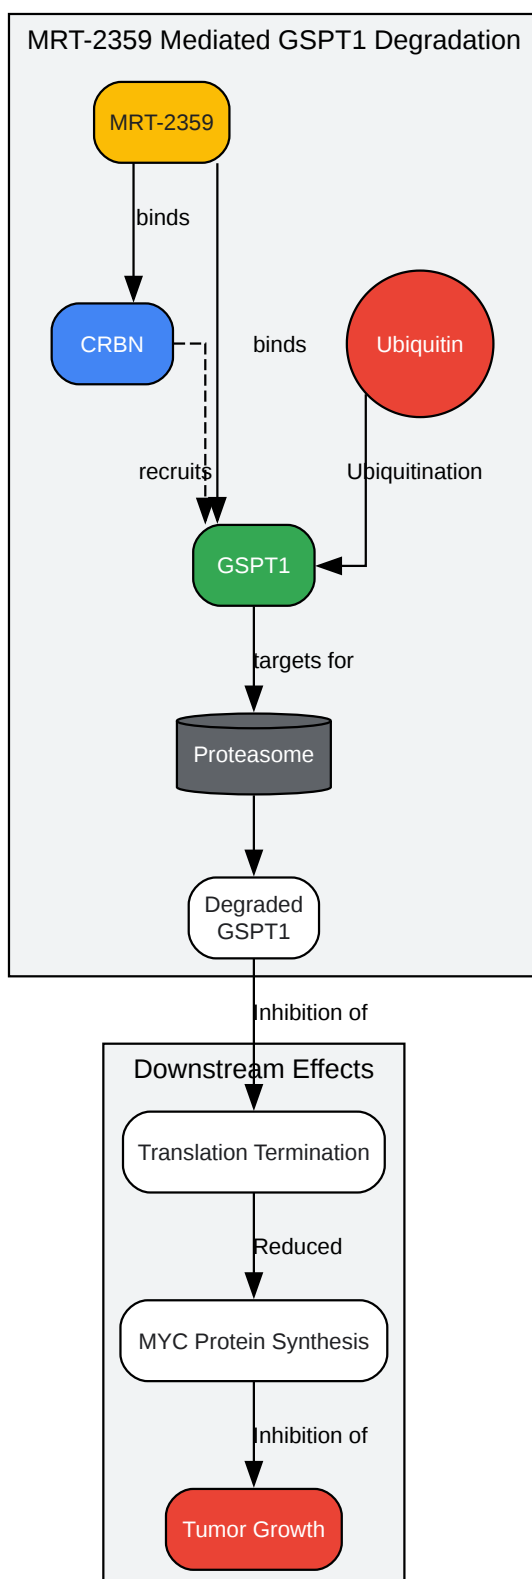 MRT-2359 Mediated GSPT1 Degradation
MRT-2359
binds
CRBN
binds
Ubiquitin
recruits
Ubiquitination
GSPT1
targets for
Proteasome
Degraded
GSPT1
Inhibition of
Downstream Effects
Translation Termination
Reduced
MYC Protein Synthesis
Inhibition of
Tumor Growth